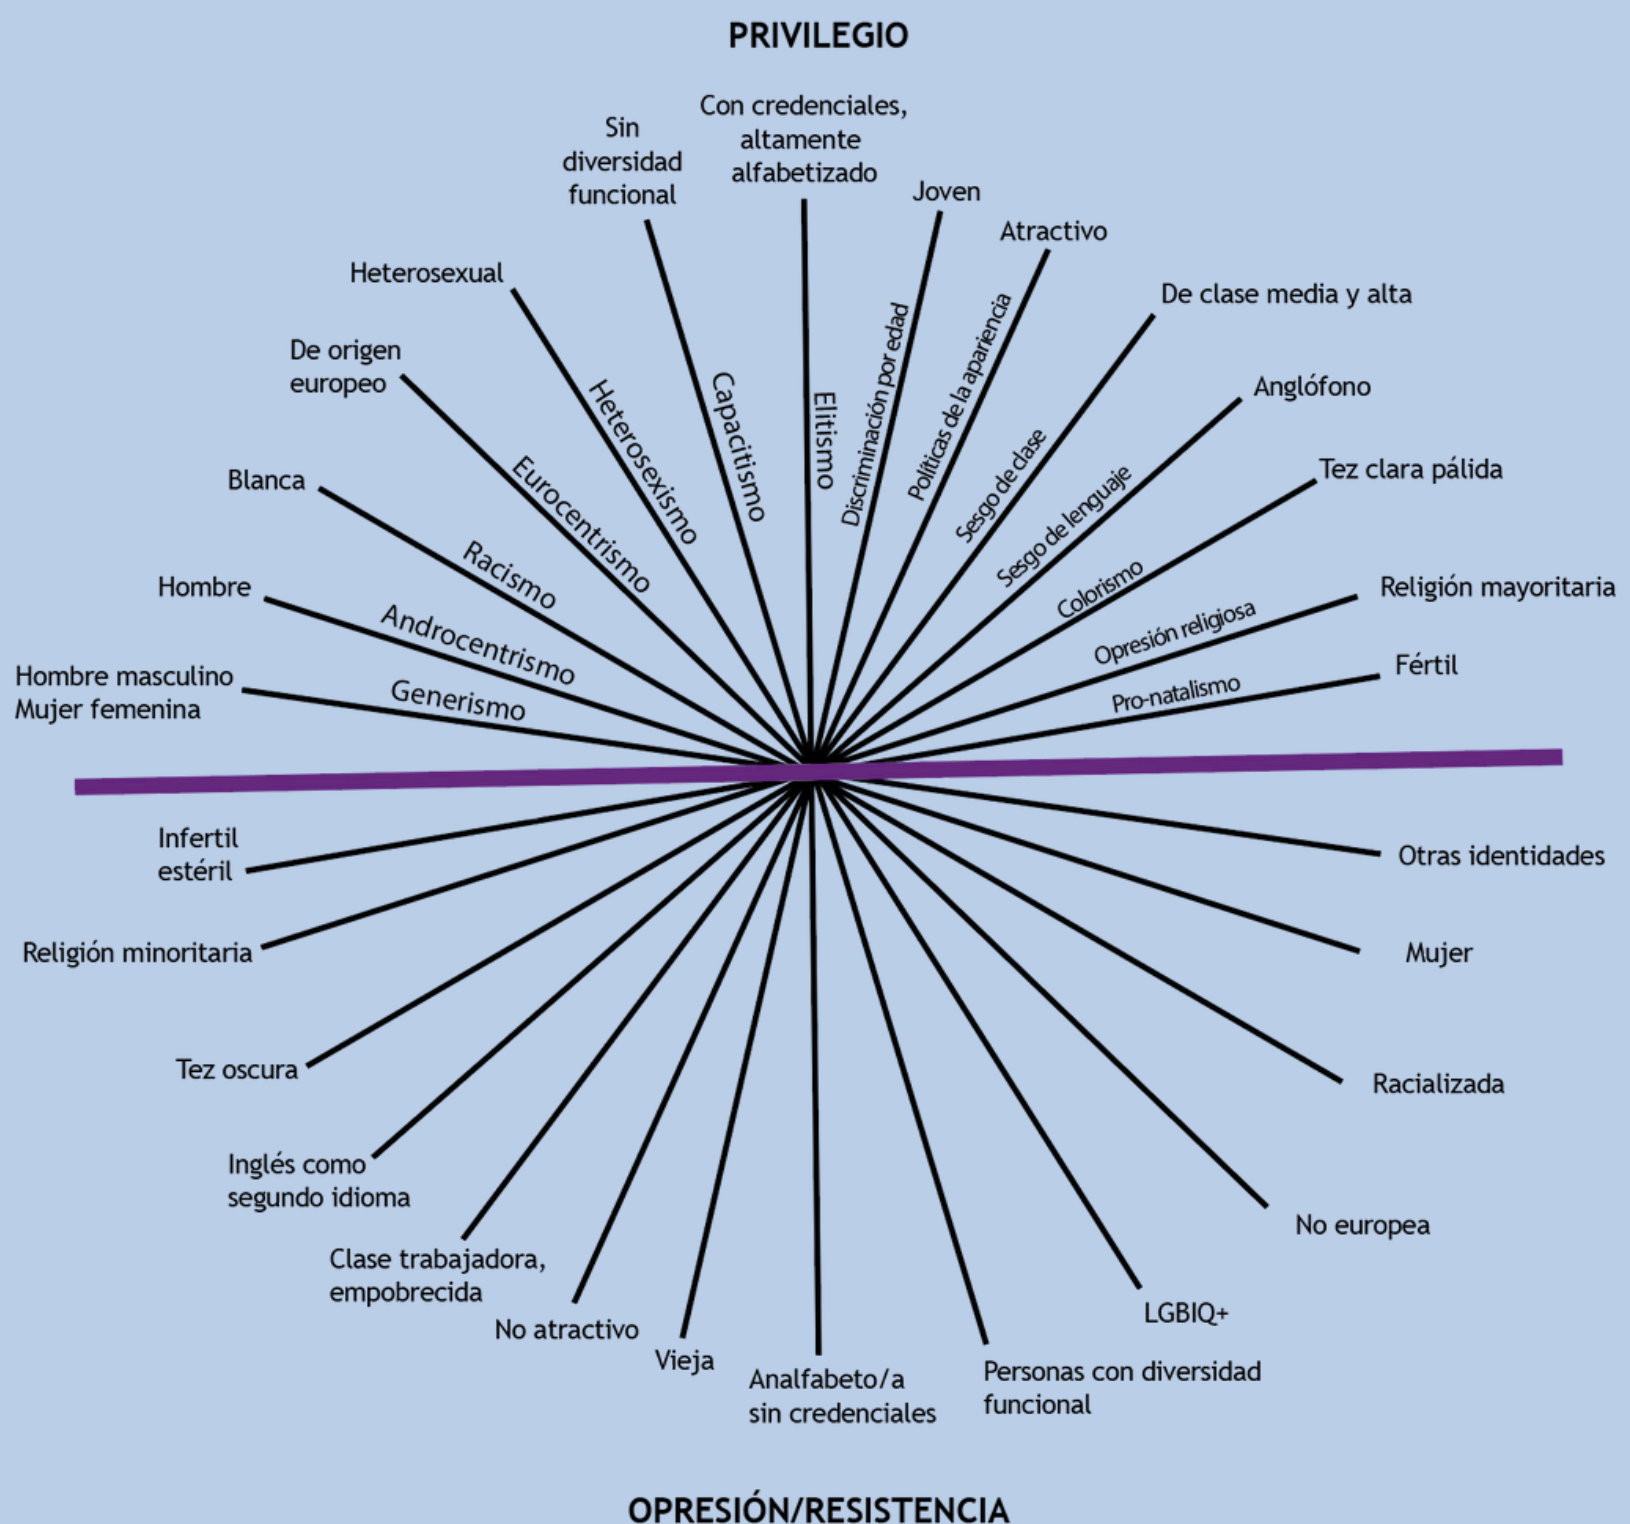 PRIVILEGIO
Con credenciales,
altamente
alfabetizado
Sin
diversidad
funcional
Joven
Atractivo
Heterosexual
De clase media y alta
De origen
europeo
Anglófono
Blanca
Tez clara pálida
Hombre
Religión mayoritaria
Hombre masculino
Mujer femenina
Fértil
Generismo
Androcentrismo
Racismo
Eurocentrismo
Heterosexismo
Capacitismo
Elitismo
Discriminación por edad
Políticas de la apariencia
Sesgo de clase
Sesgo de lenguaje
Colorismo
Opresión religiosa
Pro-natalismo
Infertil
estéril
Otras identidades
Religión minoritaria
Mujer
Tez oscura
Racializada
Inglés como
segundo idioma
No europea
Clase trabajadora,
empobrecida
LGBIQ+
No atractivo
Vieja
Analfabeto/a
sin credenciales
Personas con diversidad
funcional
OPRESIÓN/RESISTENCIA